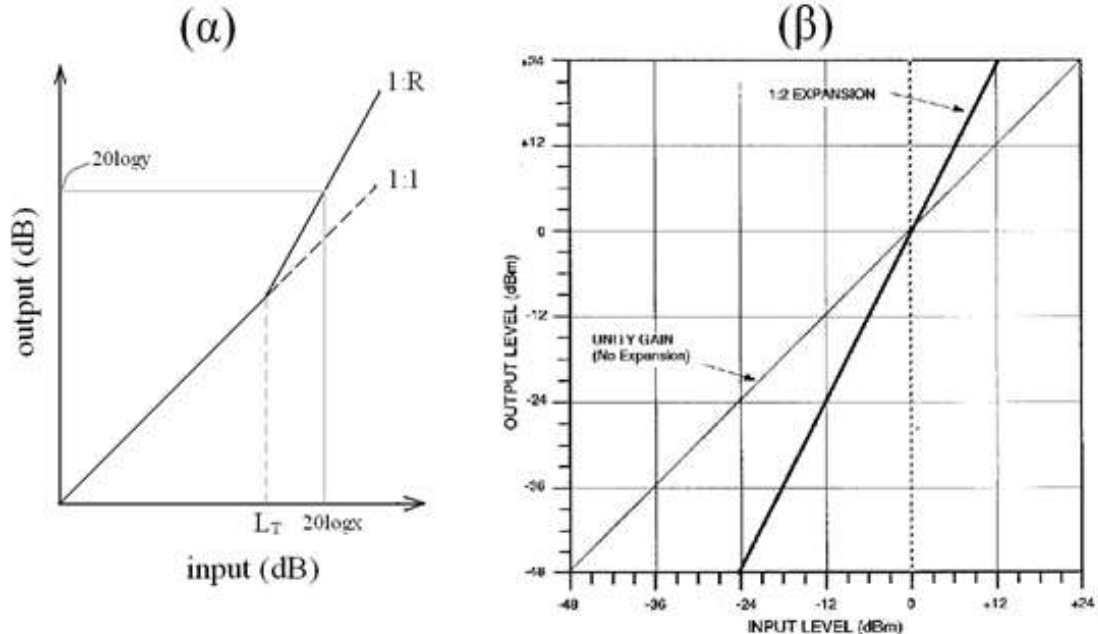 (α)
1:R
20logy
1:1
output (dB)
L_T
20logx
input (dB)
(β)
+24
1:2 EXPANSION
+12
0
OUTPUT LEVEL (dBm)
-12
UNITY GAIN
(No Expansion)
-24
-36
-48
-48
-36
-24
-12
0
+12
+24
INPUT LEVEL (dBm)